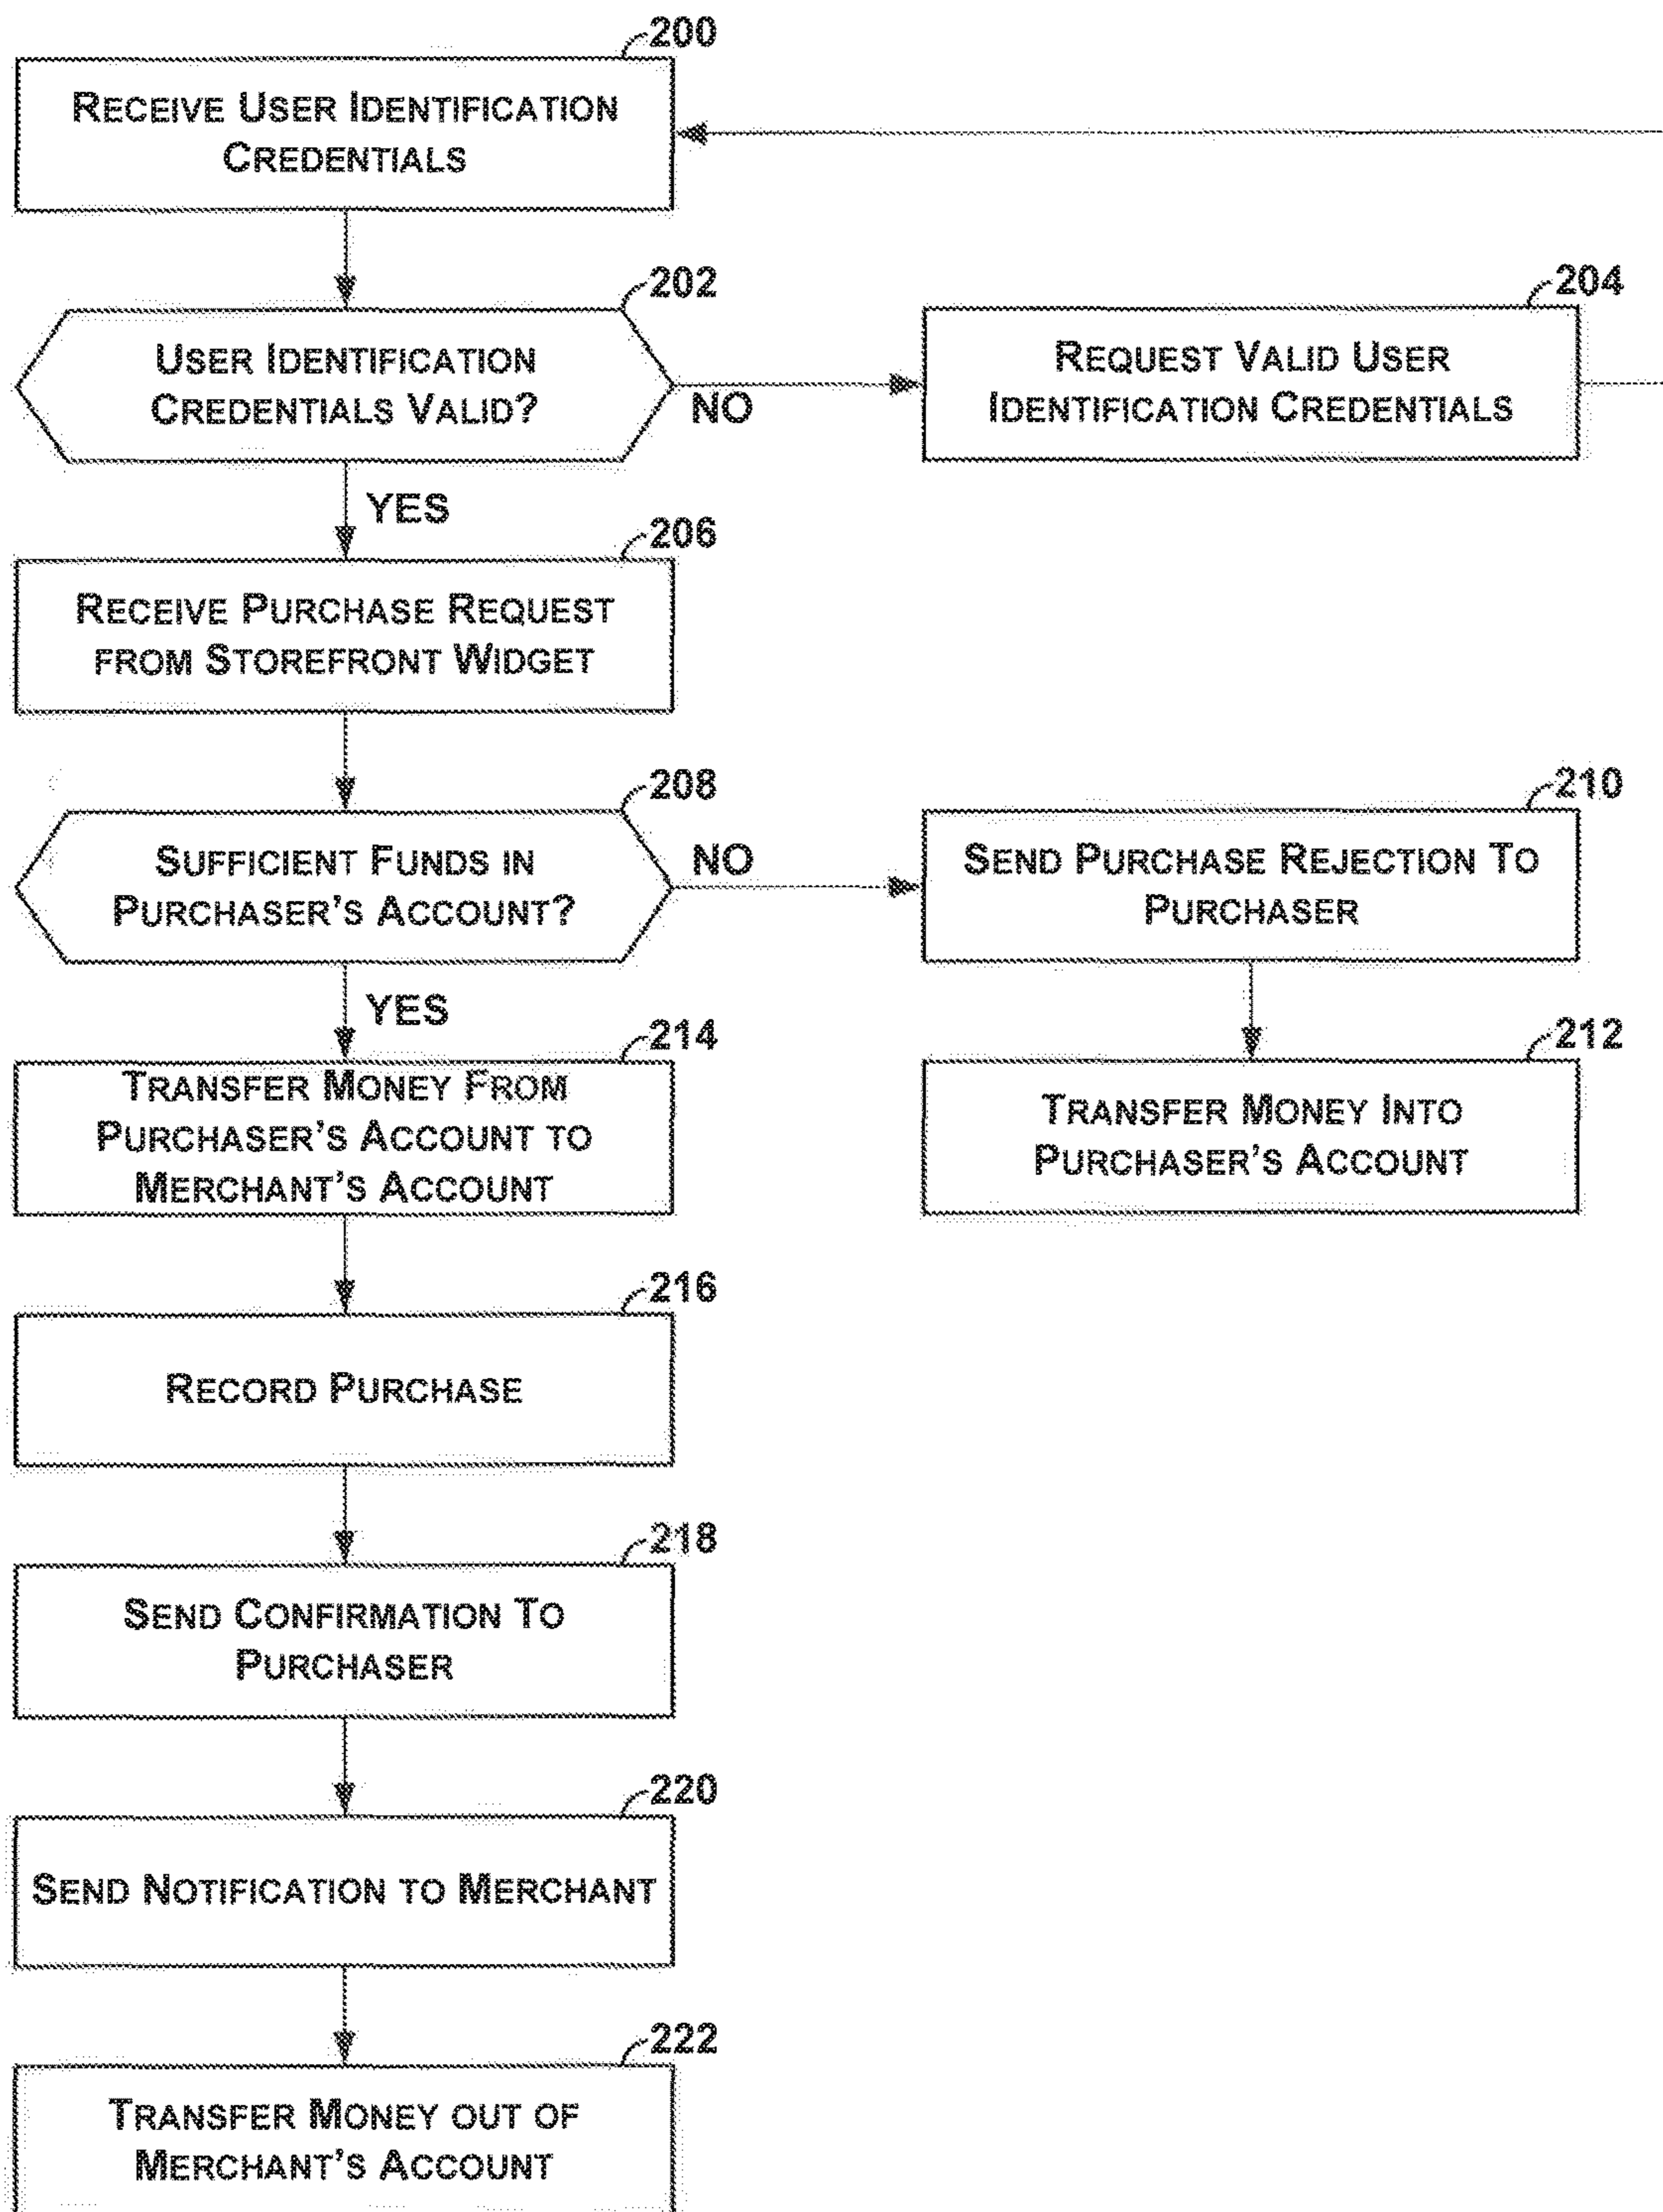 200
RECEIVE USER IDENTIFICATION
CREDENTIALS
202
USER IDENTIFICATION
CREDENTIALS VALID?
NO
204
REQUEST VALID USER
IDENTIFICATION CREDENTIALS
YES
206
RECEIVE PURCHASE REQUEST
FROM STOREFRONT WIDGET
208
SUFFICIENT FUNDS IN
PURCHASER'S ACCOUNT?
NO
210
SEND PURCHASE REJECTION TO
PURCHASER
YES
214
TRANSFER MONEY FROM
PURCHASER'S ACCOUNT TO
MERCHANT'S ACCOUNT
212
TRANSFER MONEY INTO
PURCHASER'S ACCOUNT
216
RECORD PURCHASE
218
SEND CONFIRMATION TO
PURCHASER
220
SEND NOTIFICATION TO MERCHANT
222
TRANSFER MONEY OUT OF
MERCHANT'S ACCOUNT